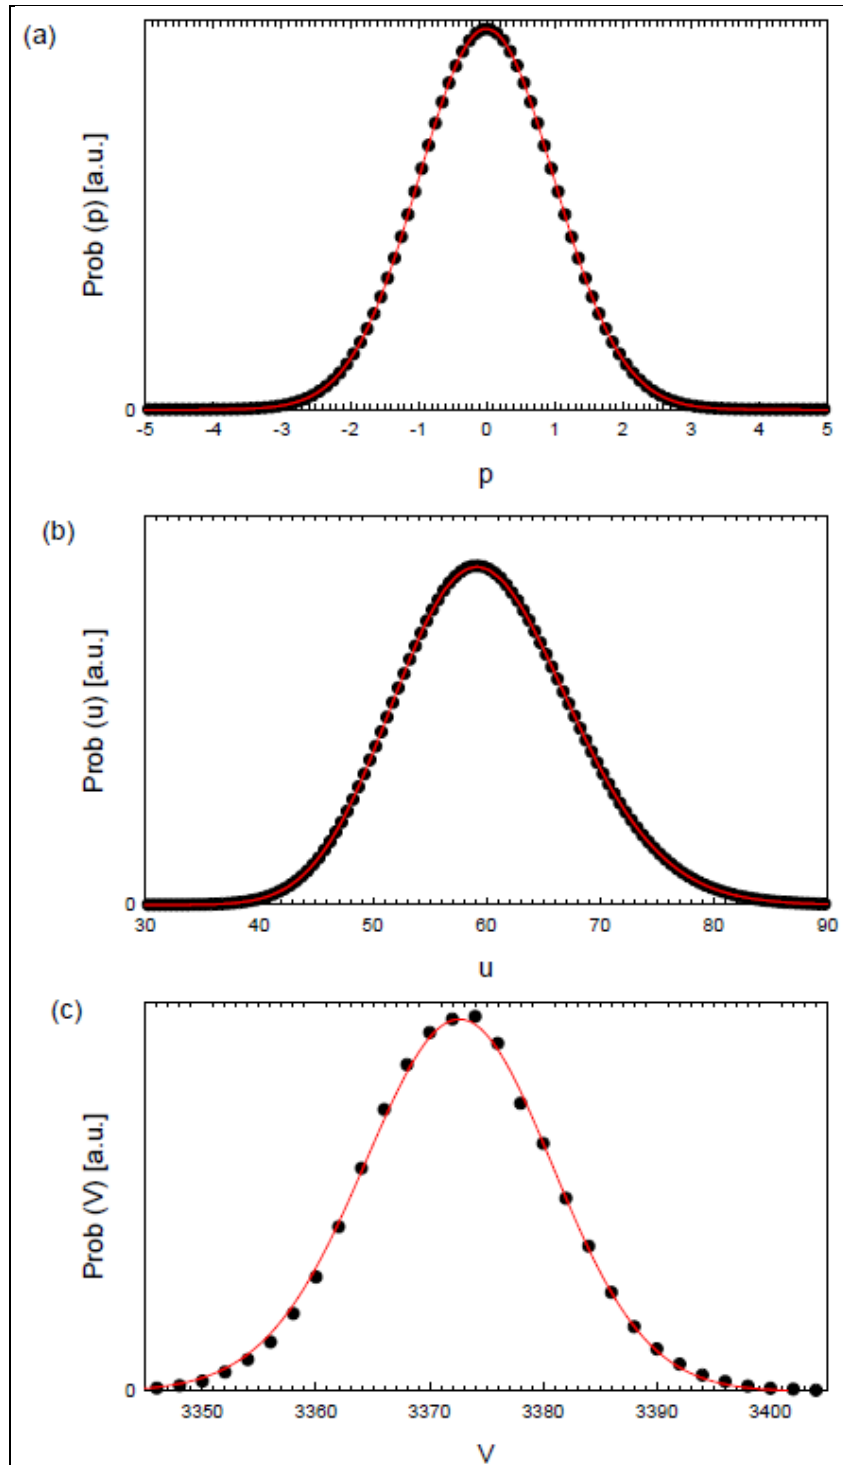 (a)
Prob (p) [a.u.]
0
-5 -4 -3 -2 -1 0 1 2 3 4 5
p
(b)
Prob (u) [a.u.]
0
30 40 50 60 70 80 90
u
(c)
Prob (V) [a.u.]
0
3350 3360 3370 3380 3390 3400
V